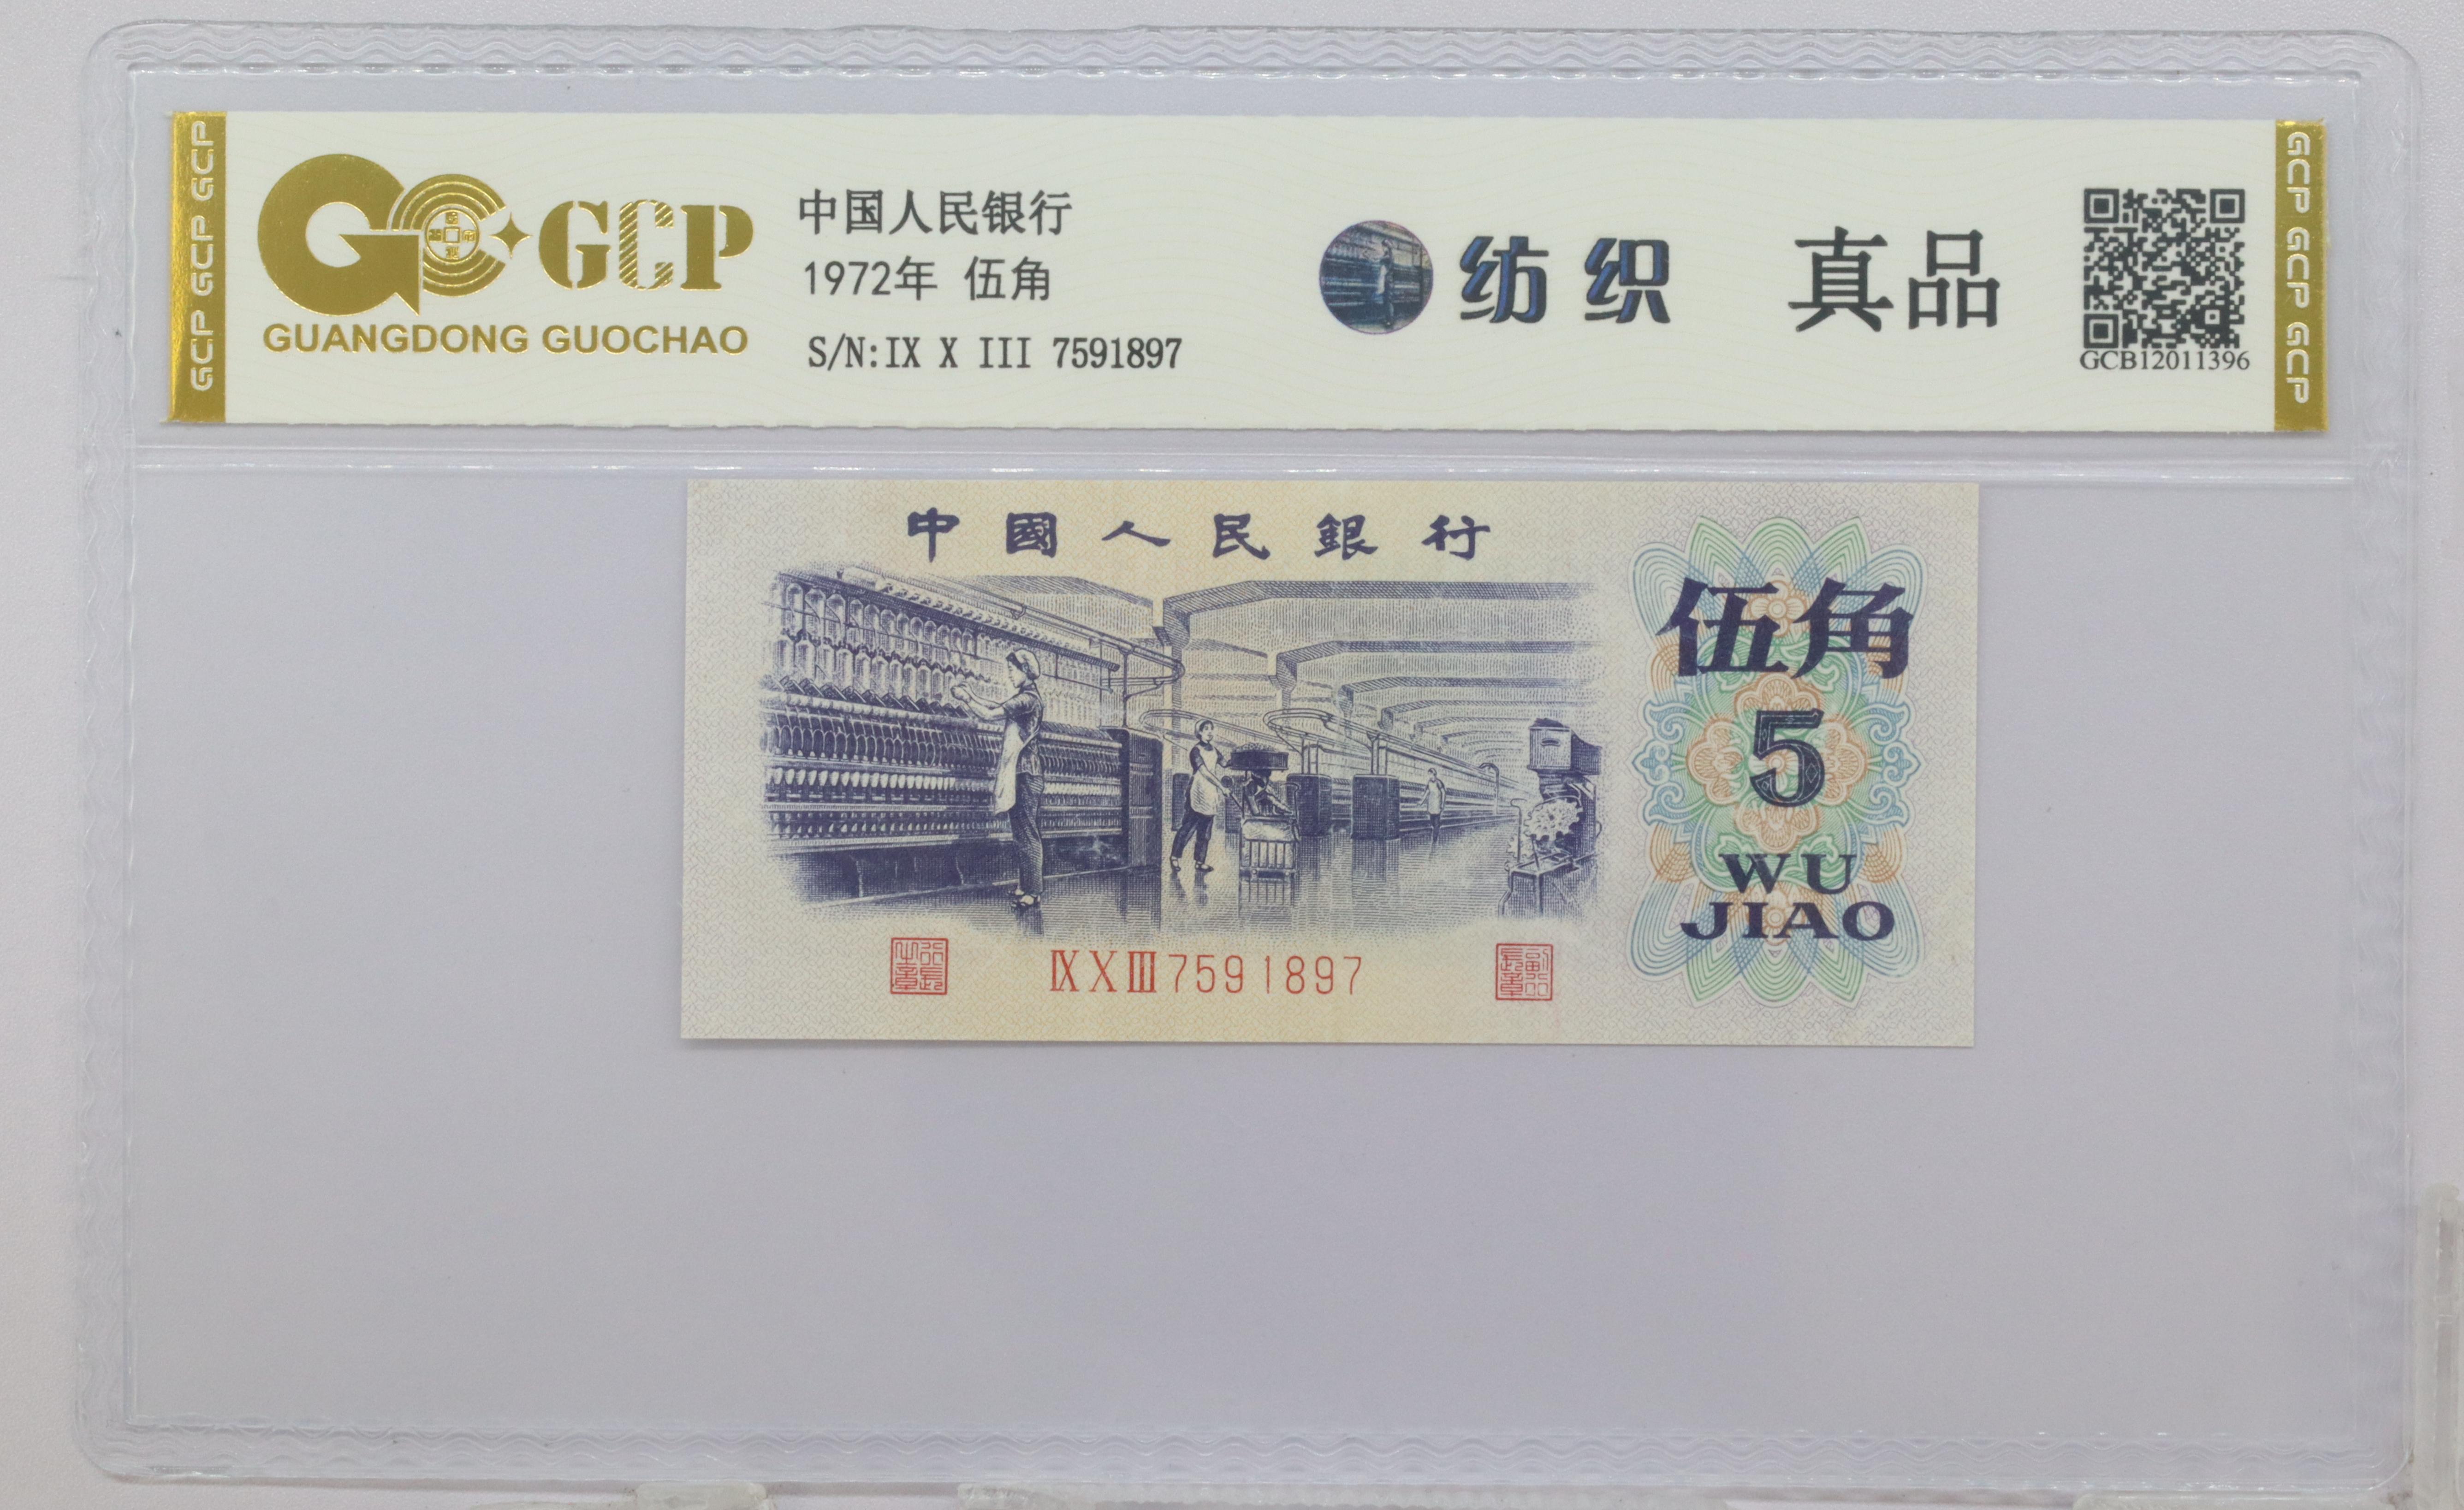 GCP GCP GCP
GCP
GUANGDONG GUOCHAO
中国人民银行
1972年 伍角
S/N:IX X III 7591897
纺织 真品
GCB12011396
GCP GCP GCP
中國人民銀行
伍角
5
WU
JIAO
ⅨⅩⅢ7591897